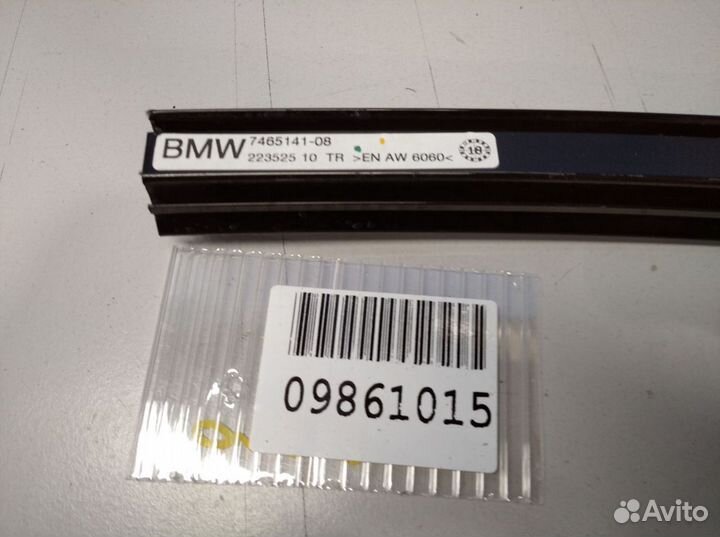 BMW 7465141-08
223525 10 TR >EN AW 6060<
18
09861015
Avito